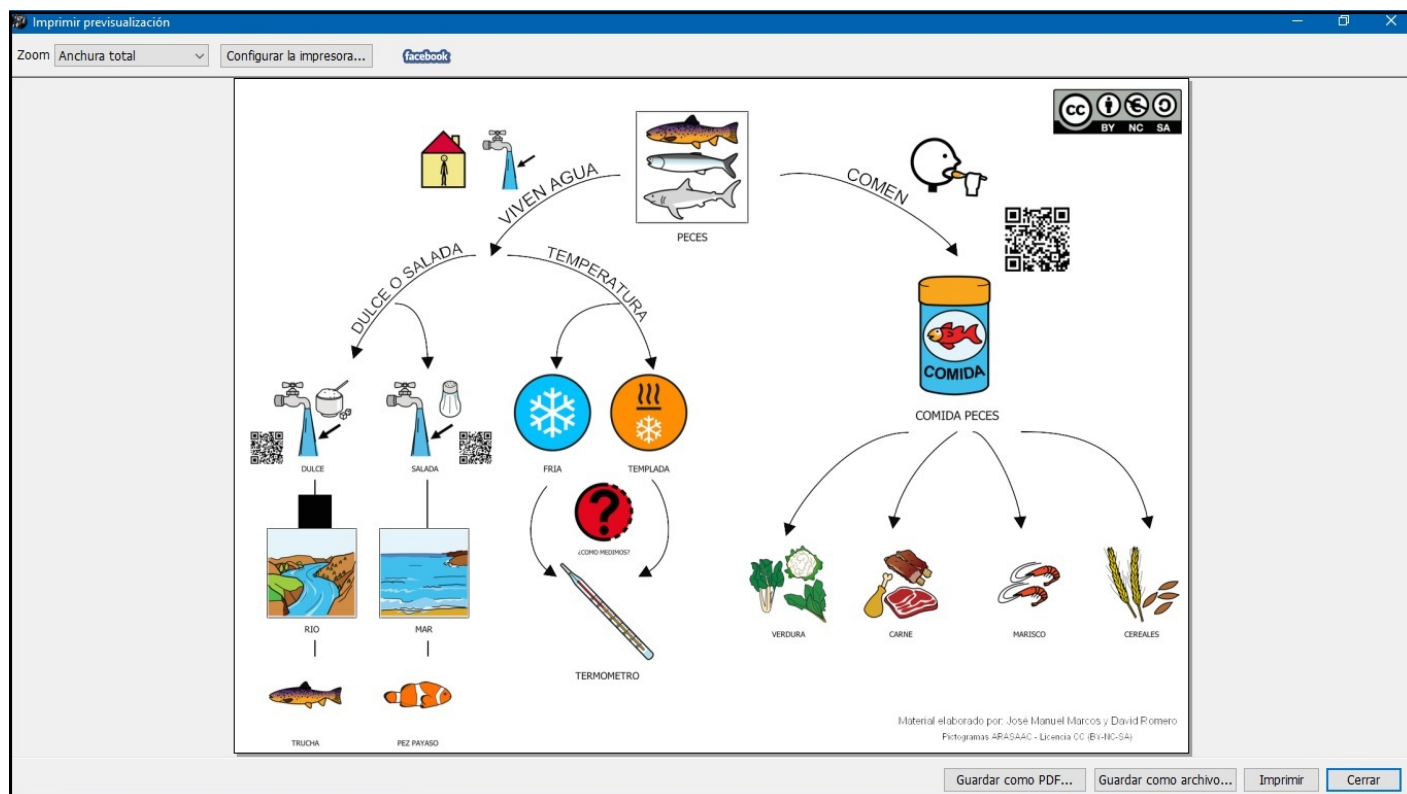 Imprimir previsualización
Zoom Anchura total Configurar la impresora... facebook
cc
BY NC SA
PECES
VIVEN AGUA
COMEN
DULCE O SALADA
TEMPERATURA
COMIDA
COMIDA PECES
DULCE SALADA FRIA TEMPLADA
¿COMO MEDIMOS?
RIO MAR
VERDURA CARNE MARISCO CEREALES
TERMOMETRO
TRUCHA PEZ PAYASO
Material elaborado por: José Manuel Marcos y David Romero
Pictogramas ARASAAC - Licencia CC (BY-NC-SA)
Guardar como PDF... Guardar como archivo... Imprimir Cerrar